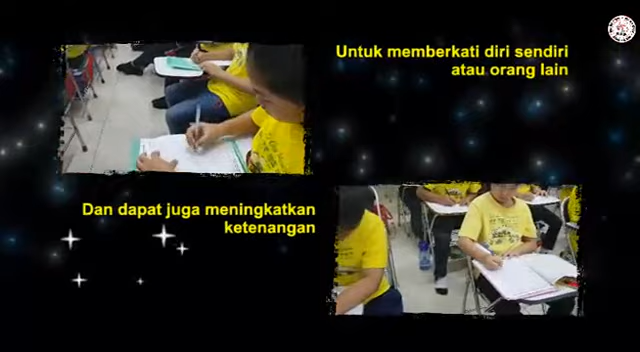 Untuk memberkati diri sendiri
atau orang lain
Dan dapat juga meningkatkan
ketenangan